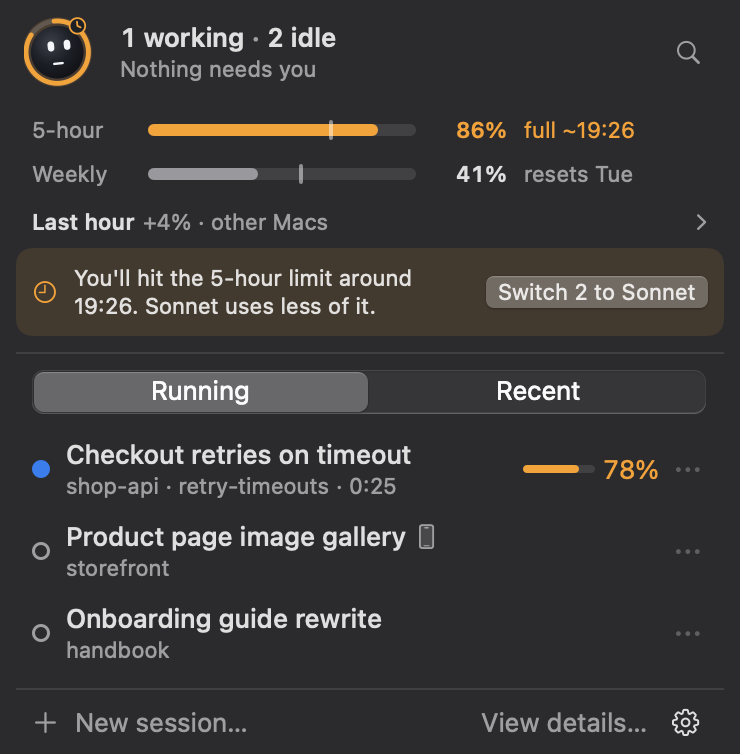 1 working · 2 idle
Nothing needs you
5-hour 86% full ~19:26
Weekly 41% resets Tue
Last hour +4% · other Macs
You'll hit the 5-hour limit around
19:26. Sonnet uses less of it.
Switch 2 to Sonnet
Running Recent
Checkout retries on timeout 78%
shop-api · retry-timeouts · 0:25
Product page image gallery
storefront
Onboarding guide rewrite
handbook
New session... View details...